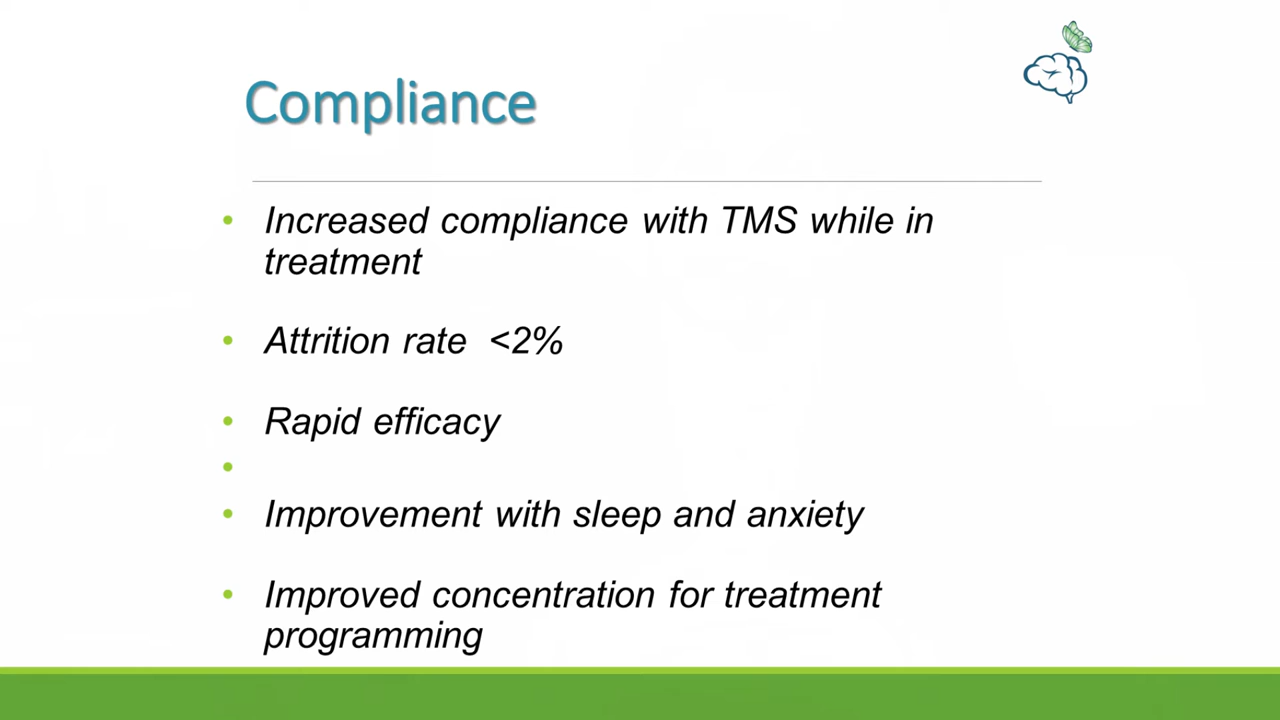 Compliance
• Increased compliance with TMS while in
treatment
• Attrition rate <2%
• Rapid efficacy
•
• Improvement with sleep and anxiety
• Improved concentration for treatment
programming